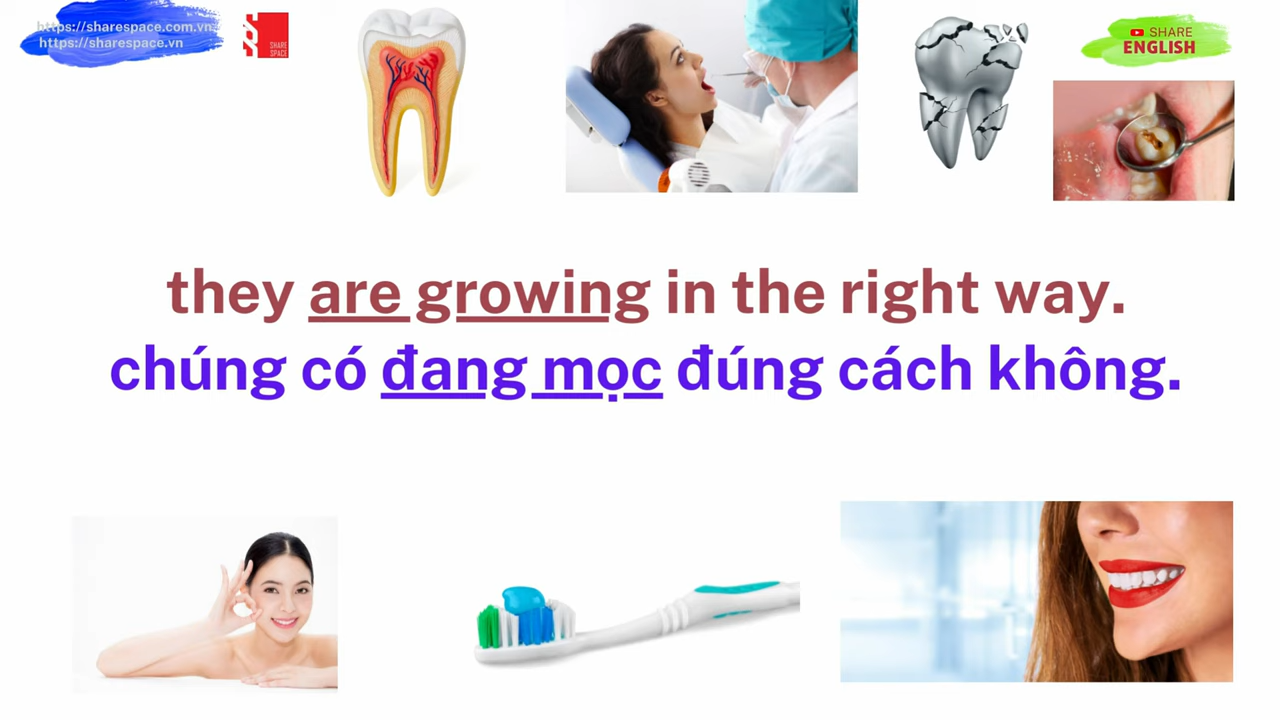 https://sharespace.com.vn
https://sharespace.vn
SHARE
SPACE
SHARE
ENGLISH
they are growing in the right way.
chúng có đang mọc đúng cách không.